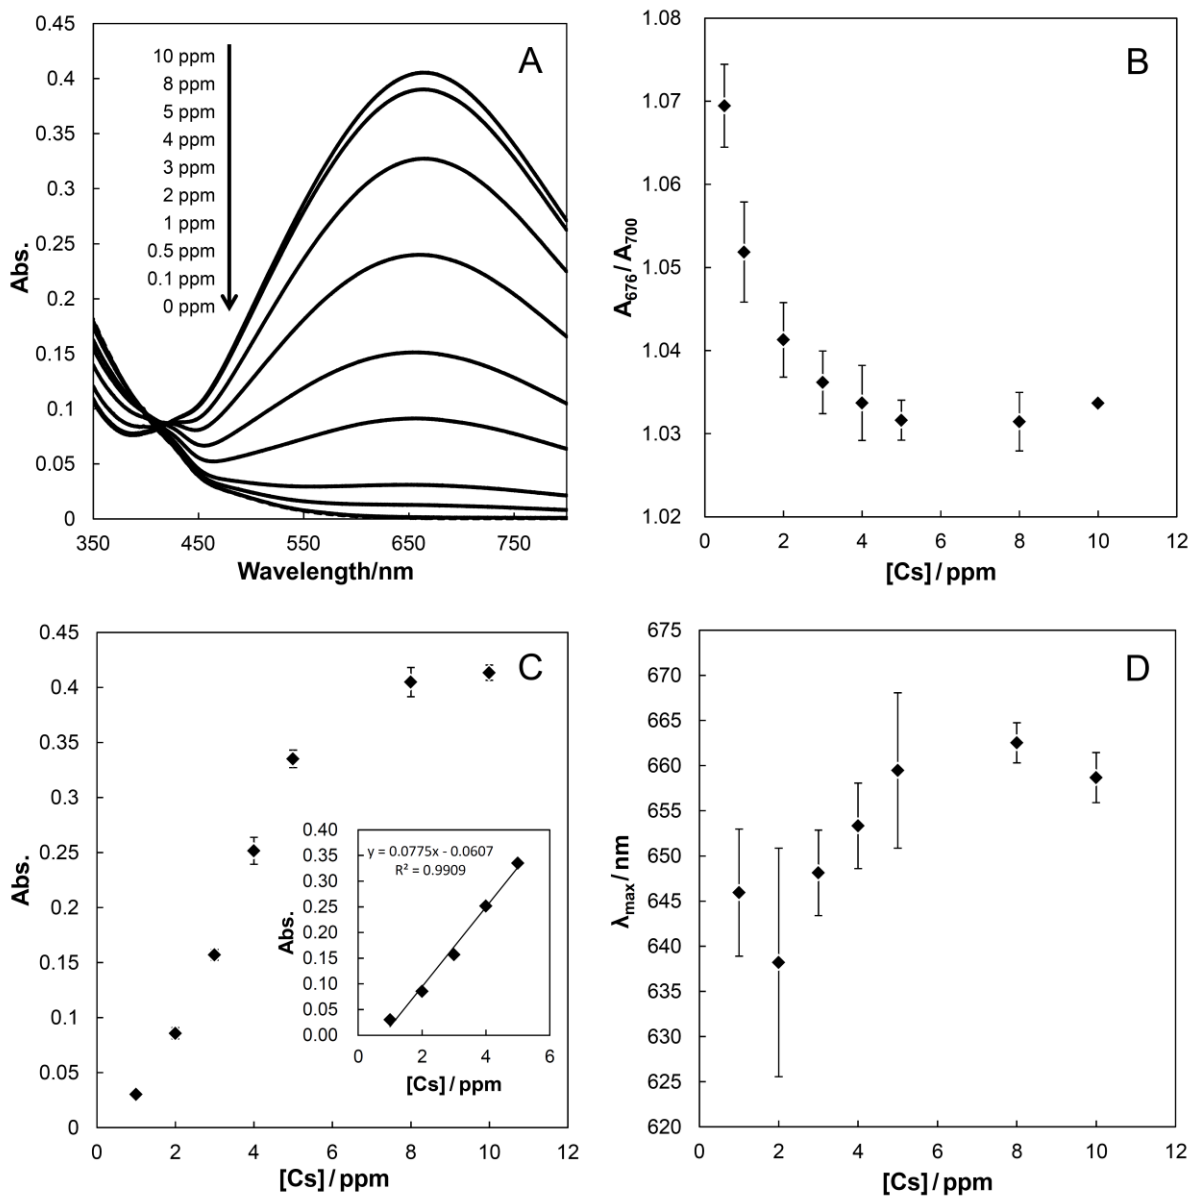 A
0.45
0.4
0.35
0.3
0.25
0.2
0.15
0.1
0.05
0
Abs.
10 ppm
8 ppm
5 ppm
4 ppm
3 ppm
2 ppm
1 ppm
0.5 ppm
0.1 ppm
0 ppm
350 450 550 650 750
Wavelength/nm
B
1.08
1.07
1.06
1.05
1.04
1.03
1.02
A676/A700
0 2 4 6 8 10 12
[Cs] / ppm
C
0.45
0.4
0.35
0.3
0.25
0.2
0.15
0.1
0.05
0
Abs.
0 2 4 6 8 10 12
[Cs] / ppm
y = 0.0775x - 0.0607
R² = 0.9909
0.40
0.35
0.30
0.25
0.20
0.15
0.10
0.05
0.00
Abs.
0 2 4 6
[Cs] / ppm
D
675
670
665
660
655
650
645
640
635
630
625
620
λmax / nm
0 2 4 6 8 10 12
[Cs] / ppm